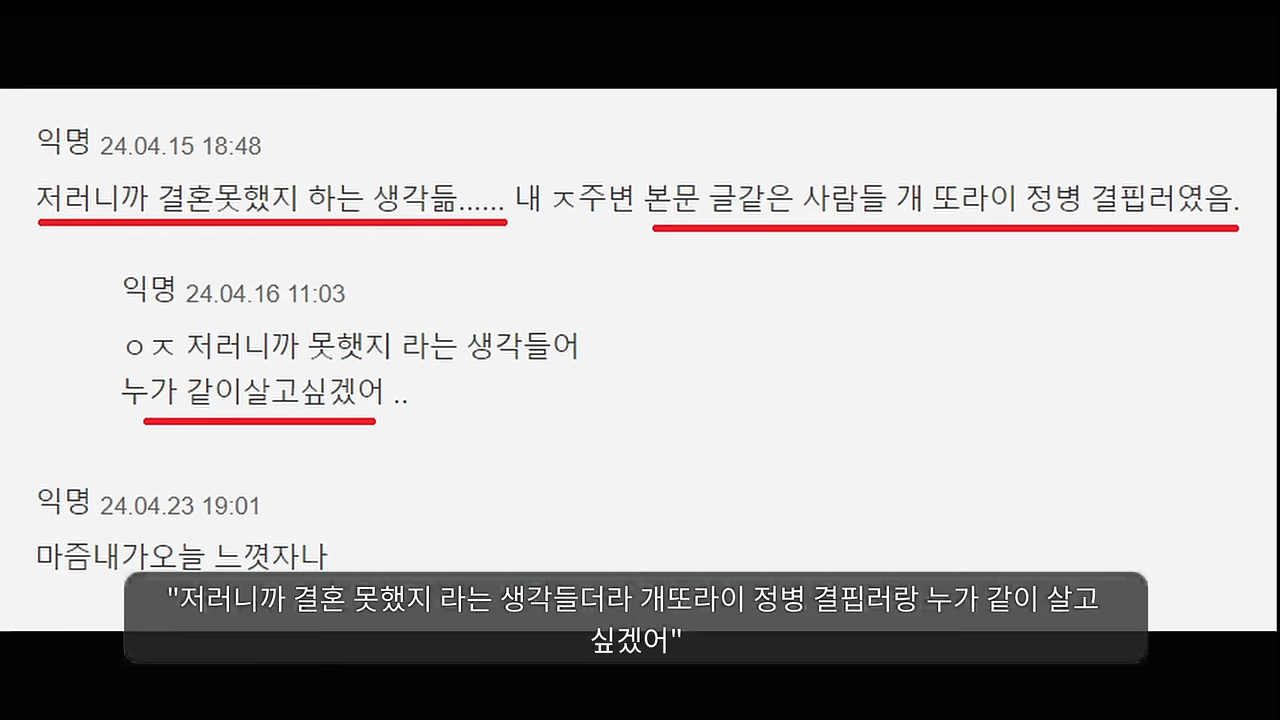 익명 24.04.15 18:48
저러니까 결혼못했지 하는 생각듦...... 내 ㅈ주변 본문 글같은 사람들 개 또라이 정병 결핍러였음.
익명 24.04.16 11:03
ㅇㅈ 저러니까 못햇지 라는 생각들어
누가 같이살고싶겠어 ..
익명 24.04.23 19:01
마즘내가오늘 느꼇자나
"저러니까 결혼 못했지 라는 생각들더라 개또라이 정병 결핍러랑 누가 같이 살고
싶겠어"